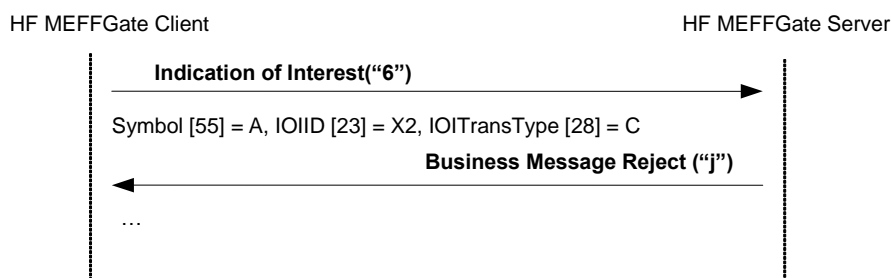 HF MEFFGate Client HF MEFFGate Server
Indication of Interest(“6”)
Symbol [55] = A, IOIID [23] = X2, IOITransType [28] = C
Business Message Reject (“j”)
…